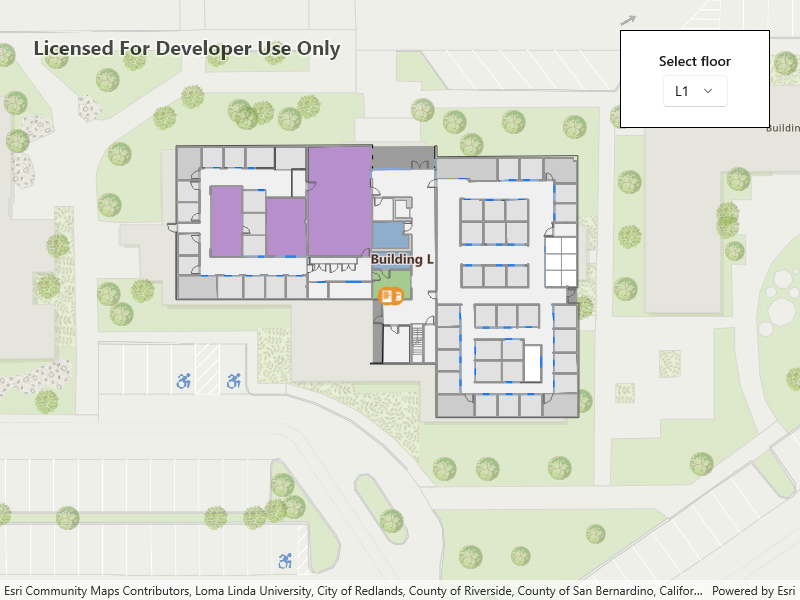 Licensed For Developer Use Only
Select floor
L1
Buildin
Building L
Esri Community Maps Contributors, Loma Linda University, City of Redlands, County of Riverside, County of San Bernardino, Califor... Powered by Esri